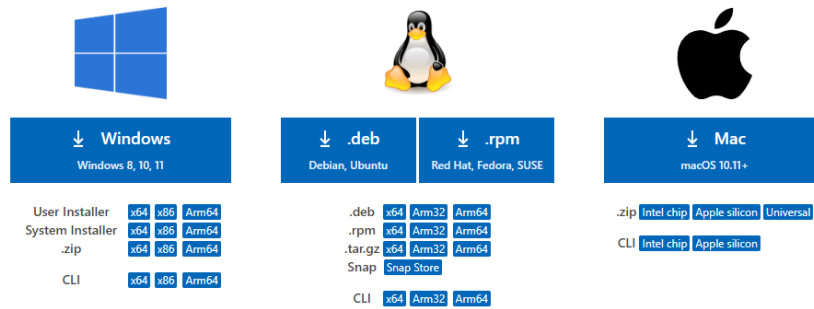 Windows
Windows 8, 10, 11
User Installer x64 x86 Arm64
System Installer x64 x86 Arm64
.zip x64 x86 Arm64
CLI x64 x86 Arm64
.deb
Debian, Ubuntu
.rpm
Red Hat, Fedora, SUSE
.deb x64 Arm32 Arm64
.rpm x64 Arm32 Arm64
.tar.gz x64 Arm32 Arm64
Snap Snap Store
CLI x64 Arm32 Arm64
Mac
macOS 10.11+
.zip Intel chip Apple silicon Universal
CLI Intel chip Apple silicon